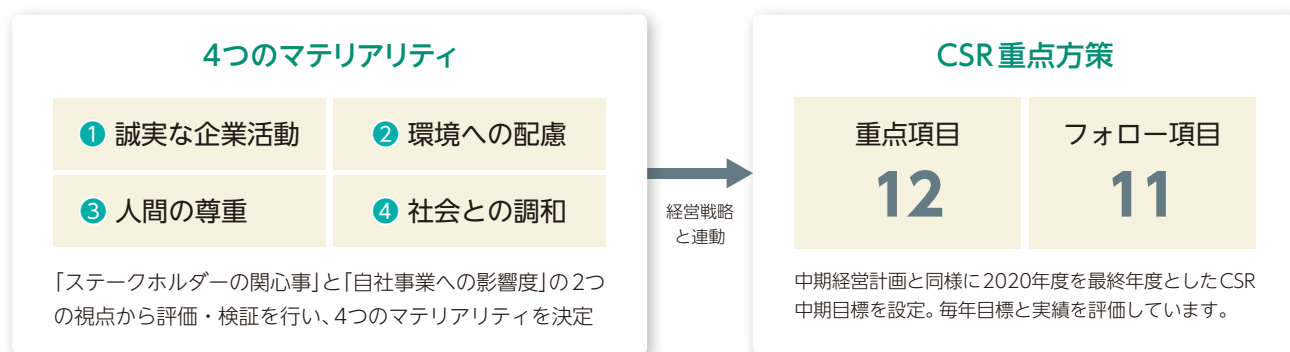 4つのマテリアリティ
❶ 誠実な企業活動
❷ 環境への配慮
❸ 人間の尊重
❹ 社会との調和
「ステークホルダーの関心事」と「自社事業への影響度」の2つ
の視点から評価・検証を行い、4つのマテリアリティを決定
経営戦略
と連動
CSR重点方策
重点項目
12
フォロー項目
11
中期経営計画と同様に2020年度を最終年度としたCSR
中期目標を設定。毎年目標と実績を評価しています。